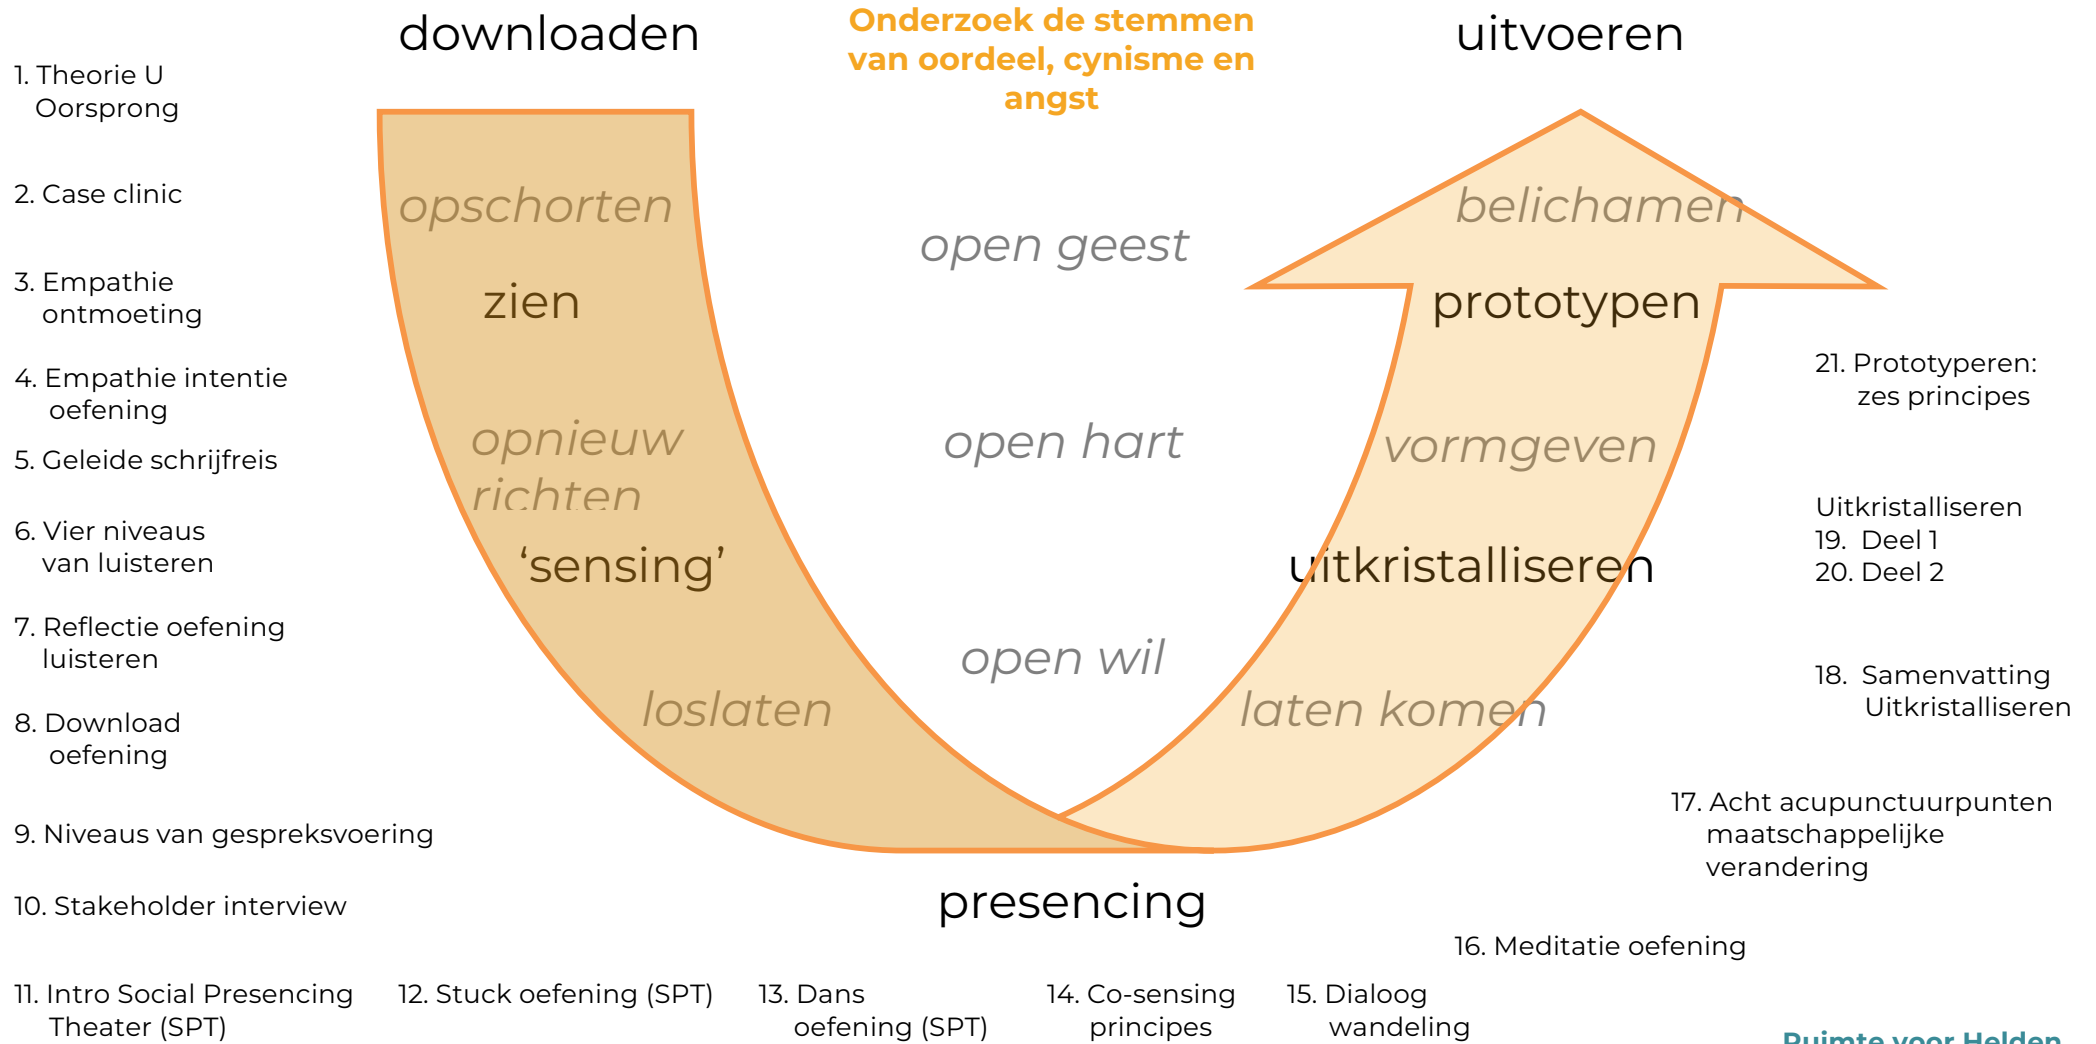 downloaden
Onderzoek de stemmen
van oordeel, cynisme en
angst
uitvoeren
1. Theorie U
Oorsprong
2. Case clinic
3. Empathie
ontmoeting
4. Empathie intentie
oefening
5. Geleide schrijfreis
6. Vier niveaus
van luisteren
7. Reflectie oefening
luisteren
8. Download
oefening
9. Niveaus van gespreksvoering
10. Stakeholder interview
11. Intro Social Presencing
Theater (SPT)
opschorten
zien
opnieuw
richten
‘sensing’
loslaten
open geest
open hart
open wil
belichamen
prototypen
vormgeven
uitkristalliseren
laten komen
presencing
12. Stuck oefening (SPT)
13. Dans
oefening (SPT)
14. Co-sensing
principes
15. Dialoog
wandeling
16. Meditatie oefening
17. Acht acupunctuurpunten
maatschappelijke
verandering
18. Samenvatting
Uitkristalliseren
Uitkristalliseren
19. Deel 1
20. Deel 2
21. Prototyperen:
zes principes
Ruimte voor Helden